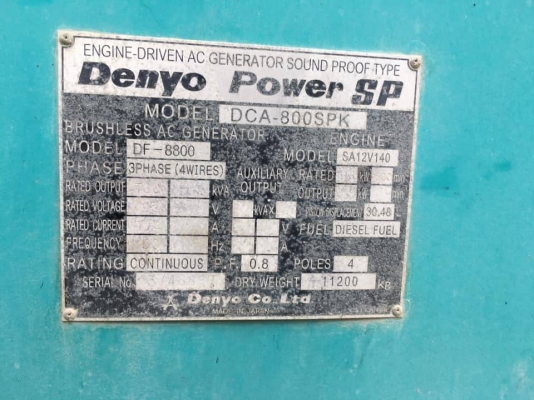 ENGINE-DRIVEN AC GENERATOR SOUND PROOF TYPE
Denyo Power SP
MODEL DCA-800SPK
BRUSHLESS AC GENERATOR ENGINE
MODEL DF-8800 MODEL SA12V140
PHASE 3PHASE (4WIRES) AUXILIARY RATED
RATED OUTPUT KVA OUTPUT OUTPUT
RATED VOLTAGE V KVAX DISPLACEMENT 30.48
RATED CURRENT A V FUEL DIESEL FUEL
FREQUENCY HZ A
RATING CONTINUOUS P.F. 0.8 POLES 4
SERIAL NO. DRY WEIGHT 11200 kg
Denyo Co Ltd
MADE IN JAPAN